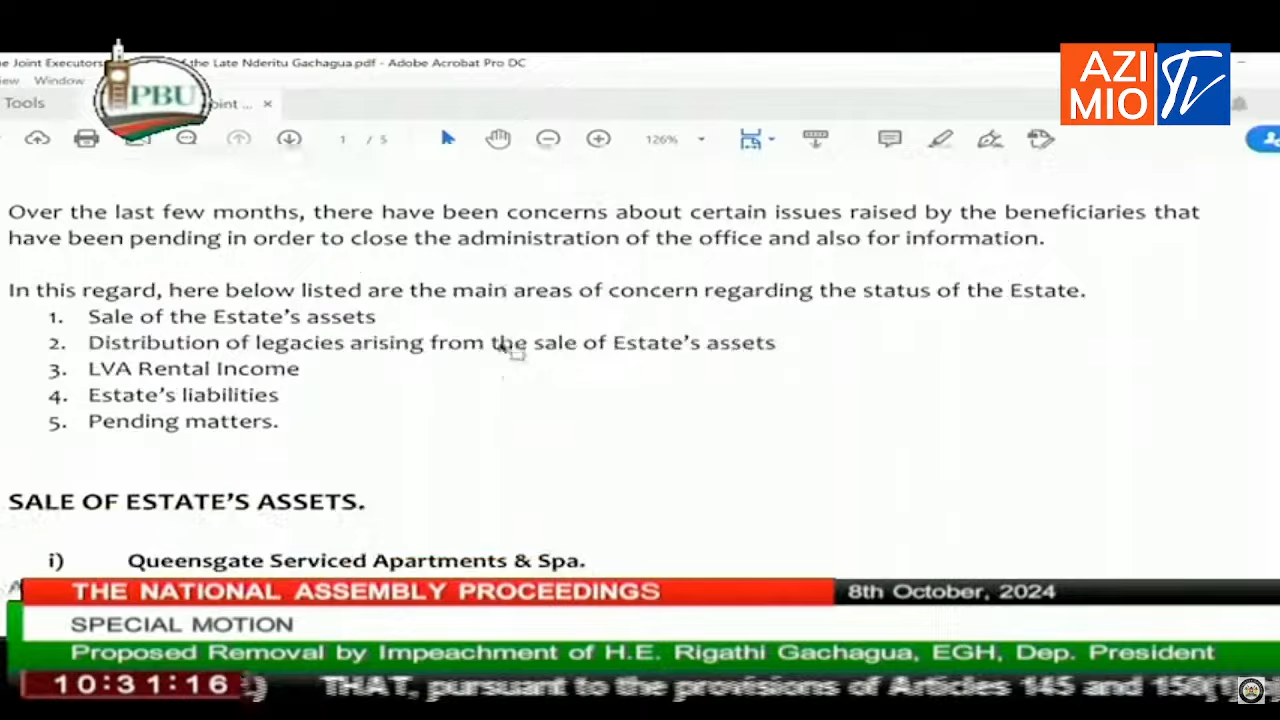 e Joint Executors the Late Nderitu Gachagua.pdf - Adobe Acrobat Pro DC
Window
Tools
PBU
AZI
MIO TV
1 / 5
126%
Over the last few months, there have been concerns about certain issues raised by the beneficiaries that
have been pending in order to close the administration of the office and also for information.
In this regard, here below listed are the main areas of concern regarding the status of the Estate.
1. Sale of the Estate's assets
2. Distribution of legacies arising from the sale of Estate's assets
3. LVA Rental Income
4. Estate's liabilities
5. Pending matters.
SALE OF ESTATE'S ASSETS.
i) Queensgate Serviced Apartments & Spa.
THE NATIONAL ASSEMBLY PROCEEDINGS
8th October, 2024
SPECIAL MOTION
Proposed Removal by Impeachment of H.E. Rigathi Gachagua, EGH, Dep. President
10:31:16
THAT, pursuant to the provisions of Articles 145 and